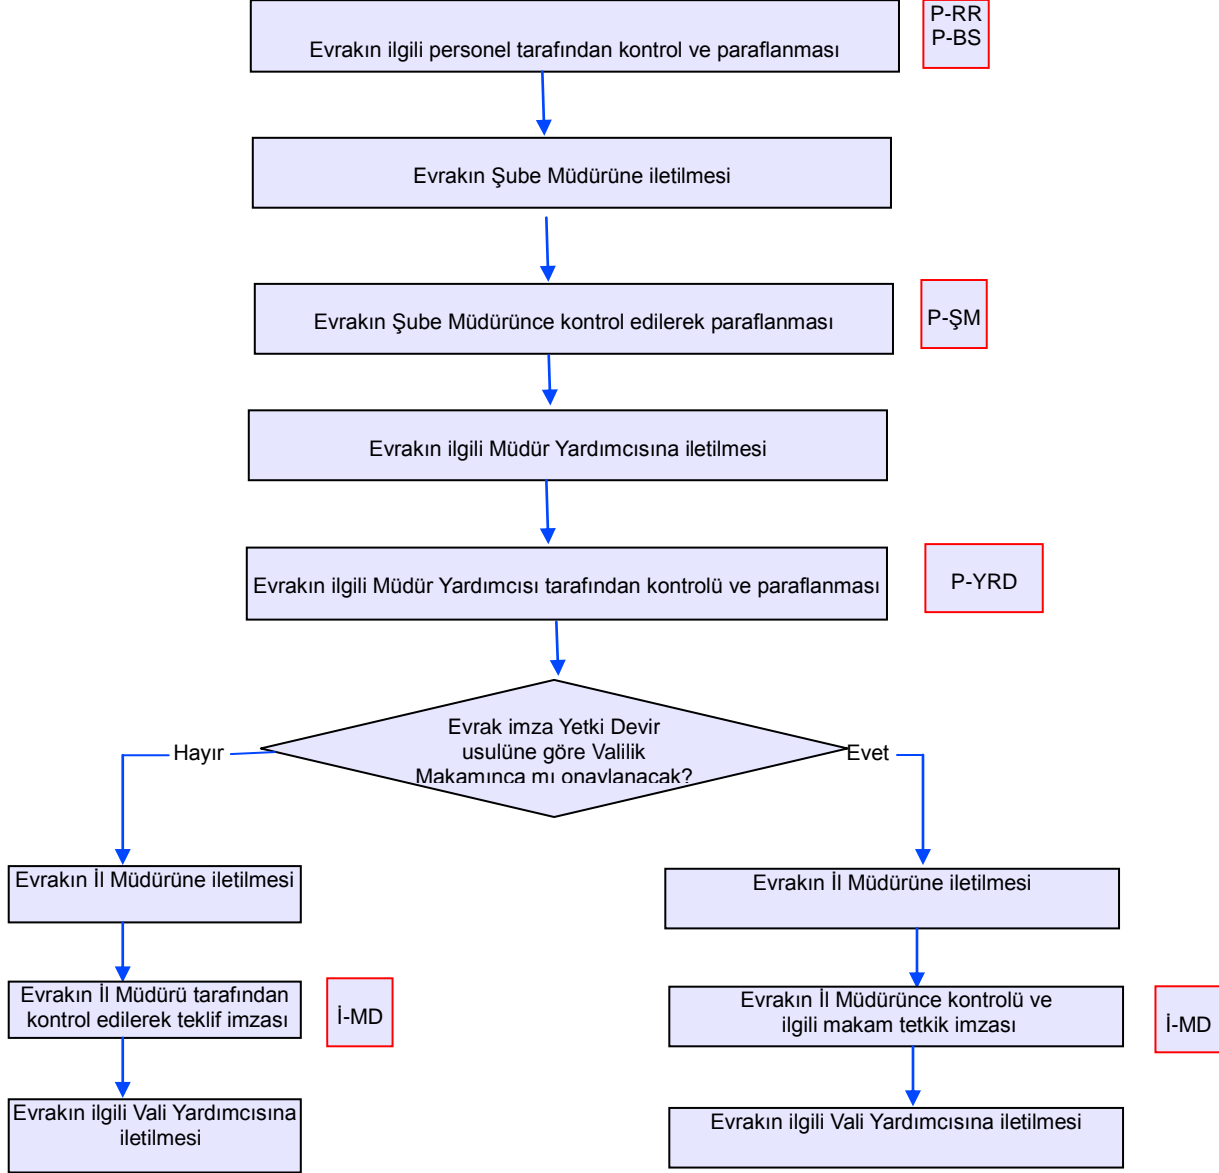 P-RR
P-BS
Evrakın ilgili personel tarafından kontrol ve paraflanması
Evrakın Şube Müdürüne iletilmesi
Evrakın Şube Müdürünce kontrol edilerek paraflanması
P-ŞM
Evrakın ilgili Müdür Yardımcısına iletilmesi
Evrakın ilgili Müdür Yardımcısı tarafından kontrolü ve paraflanması
P-YRD
Evrak imza Yetki Devir
usulüne göre Valilik
Makamınca mı onaylanacak?
Hayır
Evet
Evrakın İl Müdürüne iletilmesi
Evrakın İl Müdürüne iletilmesi
Evrakın İl Müdürü tarafından
kontrol edilerek teklif imzası
İ-MD
Evrakın İl Müdürünce kontrolü ve
ilgili makam tetkik imzası
İ-MD
Evrakın ilgili Vali Yardımcısına
iletilmesi
Evrakın ilgili Vali Yardımcısına iletilmesi